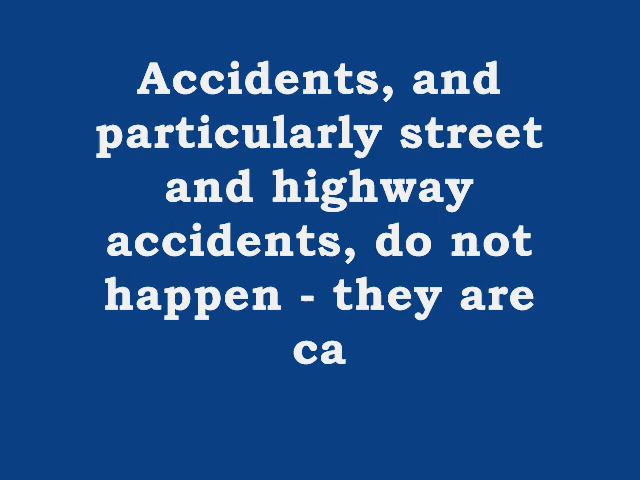 Accidents, and
particularly street
and highway
accidents, do not
happen - they are
ca